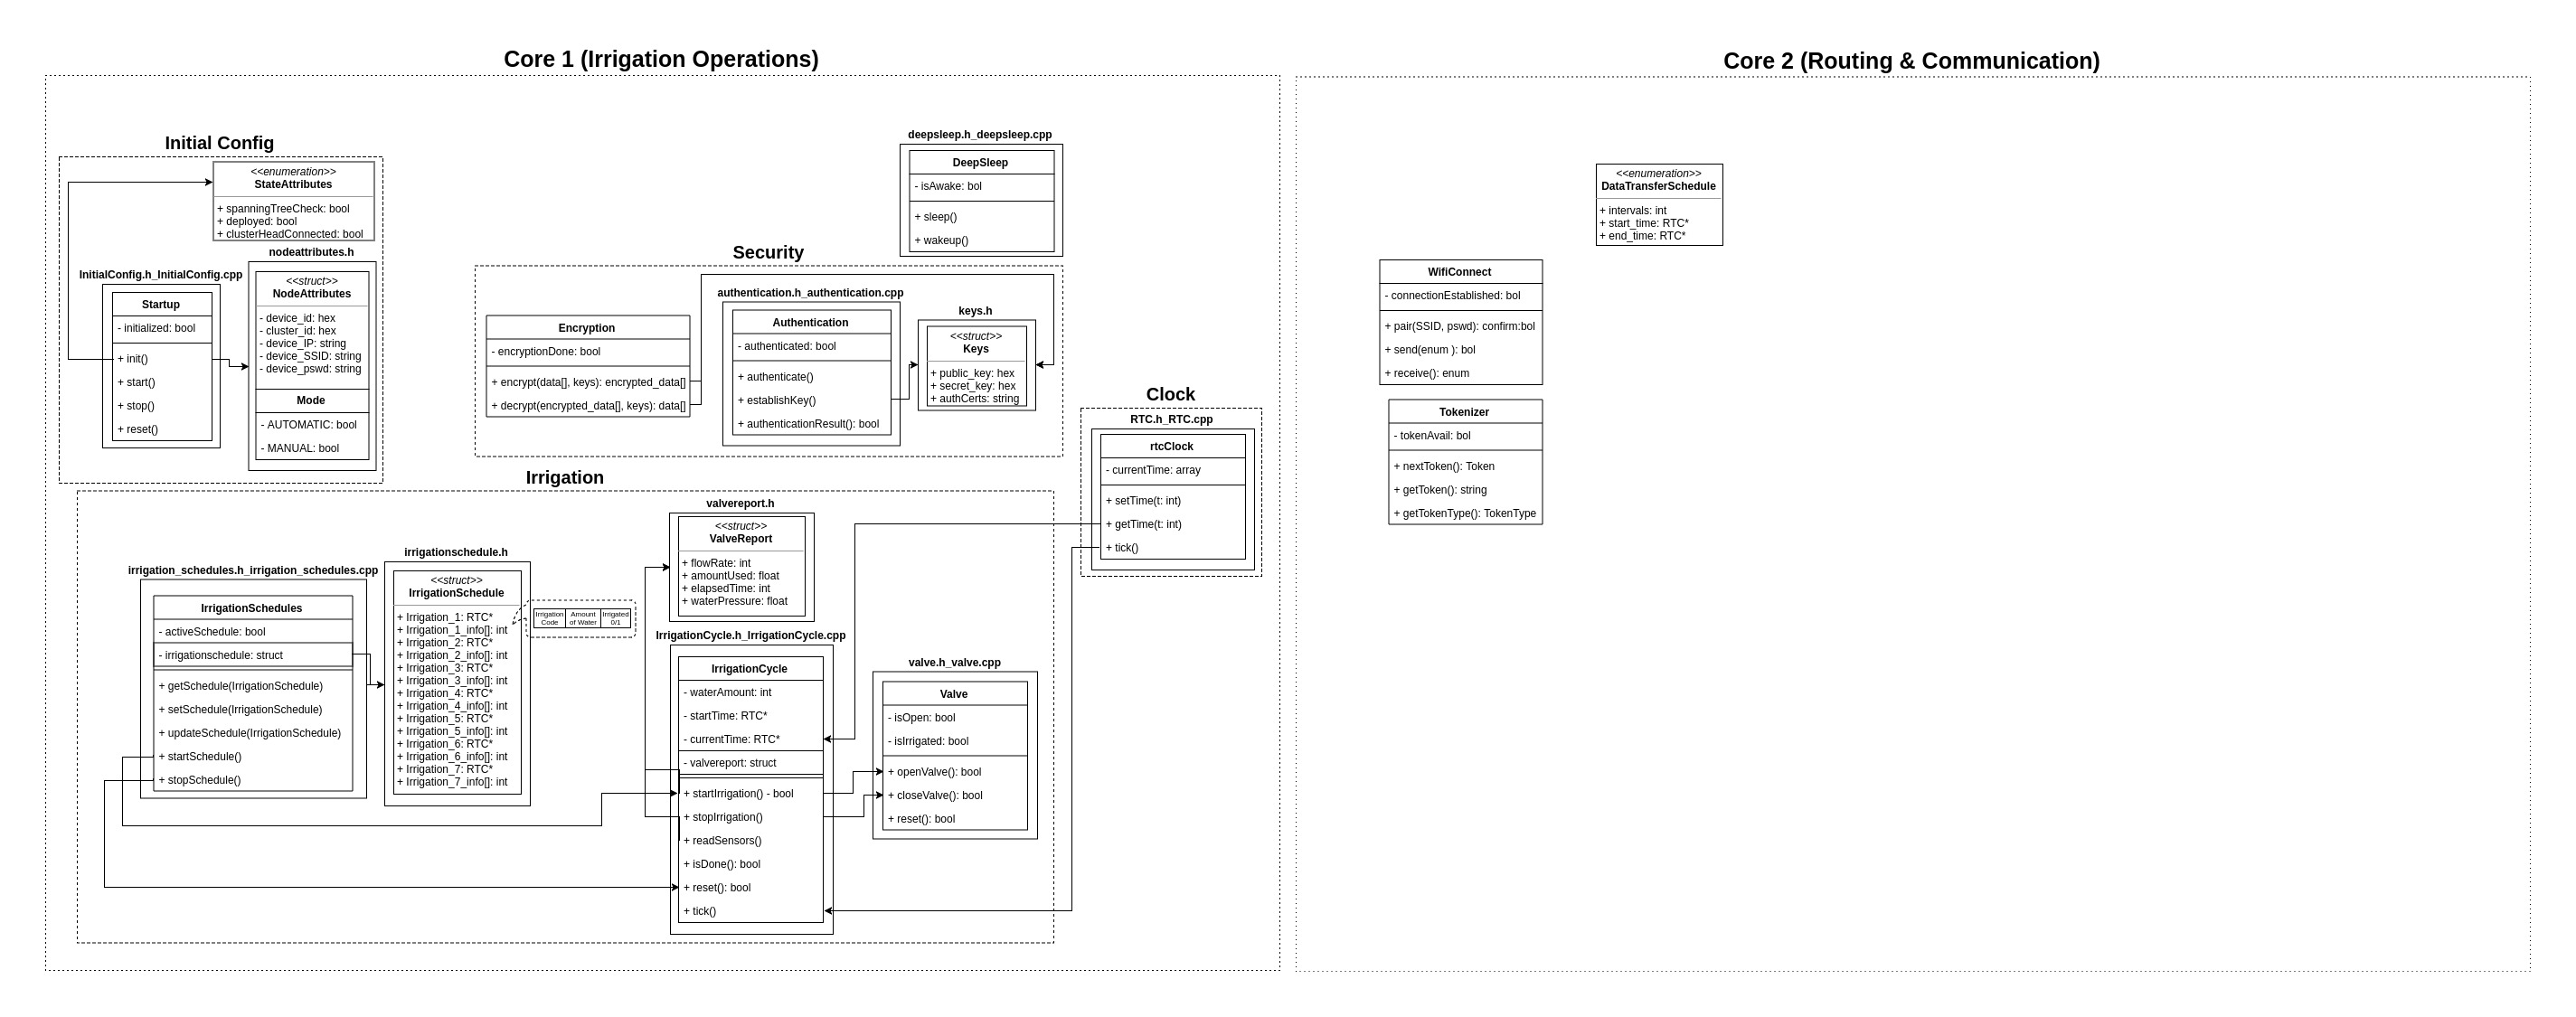 Core 1 (Irrigation Operations)
Initial Config
<<enumeration>>
StateAttributes
+ spanningTreeCheck: bool
+ deployed: bool
+ clusterHeadConnected: bool
nodeattributes.h
<<struct>>
NodeAttributes
- device_id: hex
- cluster_id: hex
- device_IP: string
- device_SSID: string
- device_pswd: string
Mode
- AUTOMATIC: bool
- MANUAL: bool
InitialConfig.h_InitialConfig.cpp
Startup
- initialized: bool
+ init()
+ start()
+ stop()
+ reset()
deepsleep.h_deepsleep.cpp
DeepSleep
- isAwake: bol
+ sleep()
+ wakeup()
Security
Encryption
- encryptionDone: bool
+ encrypt(data[], keys): encrypted_data[]
+ decrypt(encrypted_data[], keys): data[]
authentication.h_authentication.cpp
Authentication
- authenticated: bool
+ authenticate()
+ establishKey()
+ authenticationResult(): bool
keys.h
<<struct>>
Keys
+ public_key: hex
+ secret_key: hex
+ authCerts: string
Clock
RTC.h_RTC.cpp
rtcClock
- currentTime: array
+ setTime(t: int)
+ getTime(t: int)
+ tick()
Irrigation
irrigation_schedules.h_irrigation_schedules.cpp
IrrigationSchedules
- activeSchedule: bool
- irrigationschedule: struct
+ getSchedule(IrrigationSchedule)
+ setSchedule(IrrigationSchedule)
+ updateSchedule(IrrigationSchedule)
+ startSchedule()
+ stopSchedule()
irrigationschedule.h
<<struct>>
IrrigationSchedule
+ Irrigation_1: RTC*
+ Irrigation_1_info[]: int
+ Irrigation_2: RTC*
+ Irrigation_2_info[]: int
+ Irrigation_3: RTC*
+ Irrigation_3_info[]: int
+ Irrigation_4: RTC*
+ Irrigation_4_info[]: int
+ Irrigation_5: RTC*
+ Irrigation_5_info[]: int
+ Irrigation_6: RTC*
+ Irrigation_6_info[]: int
+ Irrigation_7: RTC*
+ Irrigation_7_info[]: int
Irrigation
Code
Amount
of Water
Irrigated
0/1
valvereport.h
<<struct>>
ValveReport
+ flowRate: int
+ amountUsed: float
+ elapsedTime: int
+ waterPressure: float
IrrigationCycle.h_IrrigationCycle.cpp
IrrigationCycle
- waterAmount: int
- startTime: RTC*
- currentTime: RTC*
- valvereport: struct
+ startIrrigation() - bool
+ stopIrrigation()
+ readSensors()
+ isDone(): bool
+ reset(): bool
+ tick()
valve.h_valve.cpp
Valve
- isOpen: bool
- isIrrigated: bool
+ openValve(): bool
+ closeValve(): bool
+ reset(): bool
Core 2 (Routing & Communication)
<<enumeration>>
DataTransferSchedule
+ intervals: int
+ start_time: RTC*
+ end_time: RTC*
WifiConnect
- connectionEstablished: bol
+ pair(SSID, pswd): confirm:bol
+ send(enum ): bol
+ receive(): enum
Tokenizer
- tokenAvail: bol
+ nextToken(): Token
+ getToken(): string
+ getTokenType(): TokenType